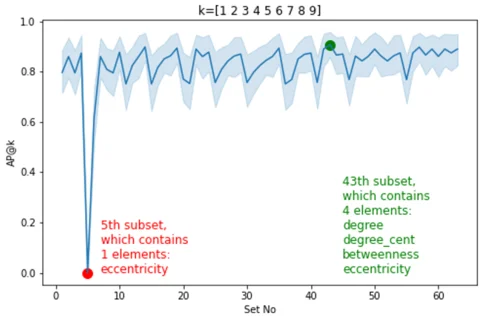 k=[1 2 3 4 5 6 7 8 9]
AP@k
1.0
0.8
0.6
0.4
0.2
0.0
5th subset,
which contains
1 elements:
eccentricity
43th subset,
which contains
4 elements:
degree
degree_cent
betweenness
eccentricity
0 10 20 30 40 50 60
Set No